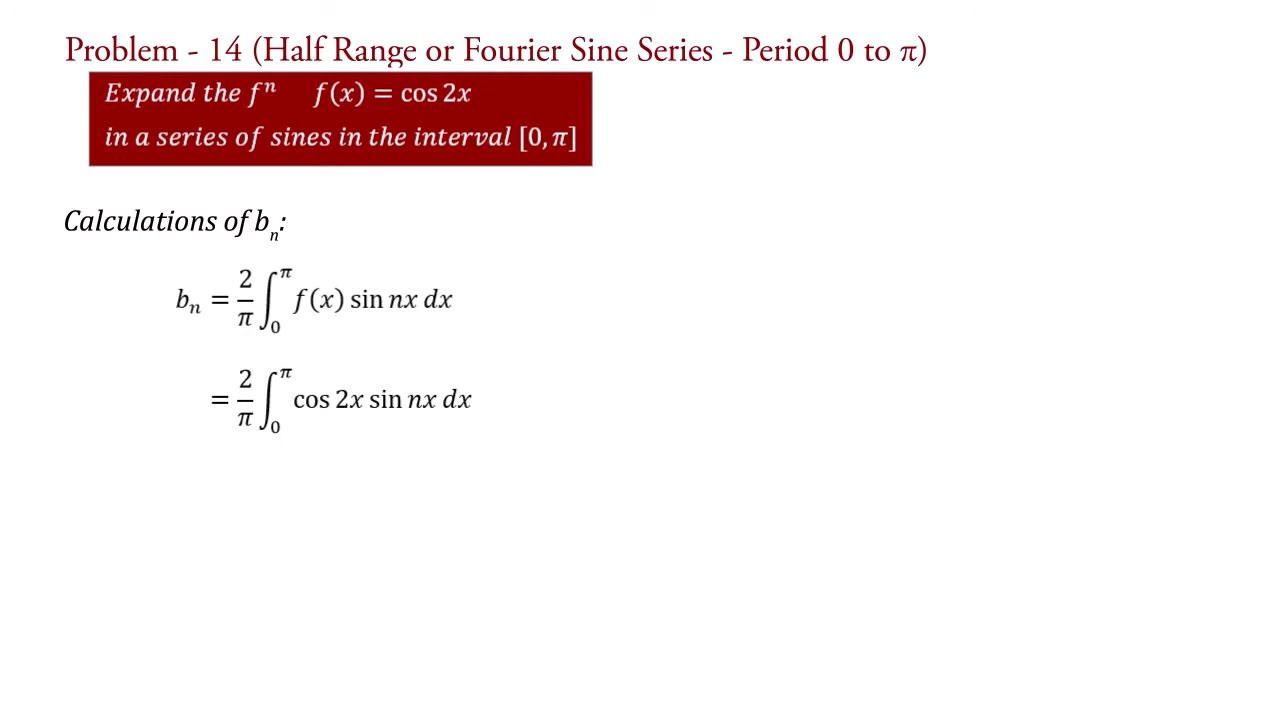 Problem - 14 (Half Range or Fourier Sine Series - Period 0 to π)
Expand the fⁿ f(x) = cos 2x
in a series of sines in the interval [0, π]
Calculations of bₙ:
bₙ = 2/π ∫₀^π f(x) sin nx dx
= 2/π ∫₀^π cos 2x sin nx dx